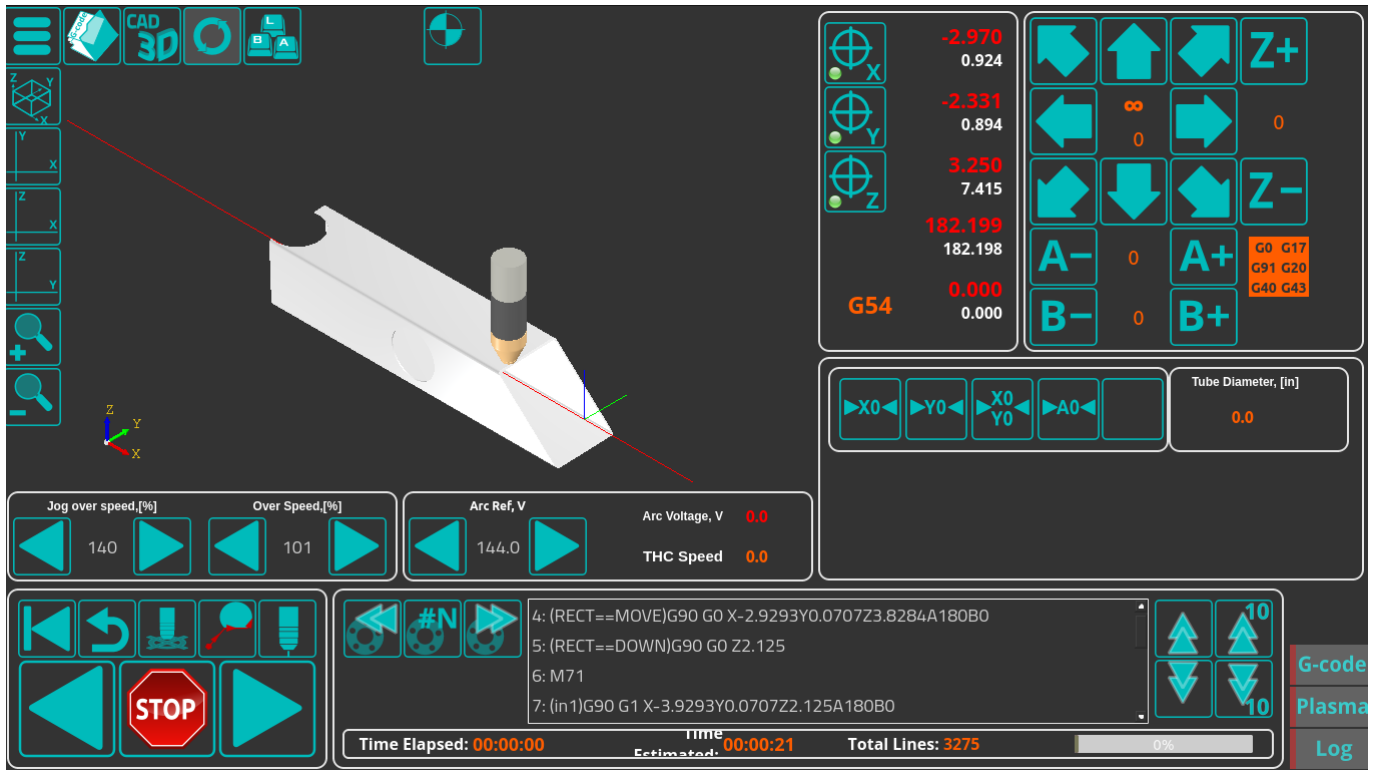 G-code
CAD
3D
L
B
A
Z
Y
X
Y
X
Z
X
Z
Y
Z
Y
X
X
-2.970
0.924
Y
-2.331
0.894
Z
3.250
7.415
182.199
182.198
G54
0.000
0.000
Z+
∞
0
0
Z−
A−
0
A+
B−
0
B+
G0 G17
G91 G20
G40 G43
X0
Y0
X0
Y0
A0
Tube Diameter, [in]
0.0
Jog over speed,[%]
140
Over Speed,[%]
101
Arc Ref, V
144.0
Arc Voltage, V 0.0
THC Speed 0.0
STOP
#N
4: (RECT==MOVE)G90 G0 X-2.9293Y0.0707Z3.8284A180B0
5: (RECT==DOWN)G90 G0 Z2.125
6: M71
7: (in1)G90 G1 X-3.9293Y0.0707Z2.125A180B0
10
10
Time Elapsed: 00:00:00
Time
Estimated: 00:00:21
Total Lines: 3275
0%
G-code
Plasma
Log